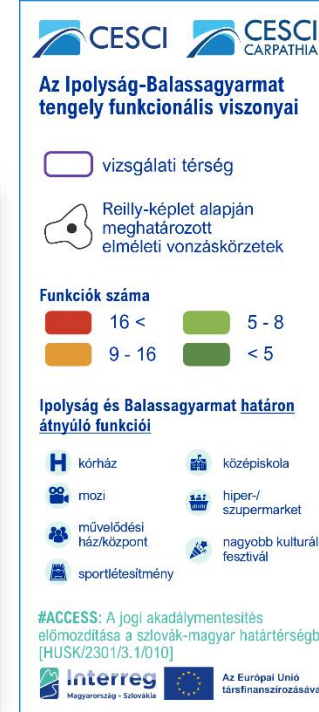 CESCI
CESCI
CARPATHIA
Az Ipolyság-Balassagyarmat
tengely funkcionális viszonyai
vizsgálati térség
Reilly-képlet alapján
meghatározott
elméleti vonzáskörzetek
Funkciók száma
16 <
5 - 8
9 - 16
< 5
Ipolyság és Balassagyarmat határon
átnyúló funkciói
H kórház
középiskola
mozi
hiper-/
szupermarket
művelődési
ház/központ
nagyobb kulturál
fesztivál
sportlétesítmény
#ACCESS: A jogi akadálymentesítés
előmozdítása a szlovák-magyar határtérségb
[HUSK/2301/3.1/010]
Interreg
Magyarország - Szlovákia
Az Európai Unió
társfinanszírozásáva